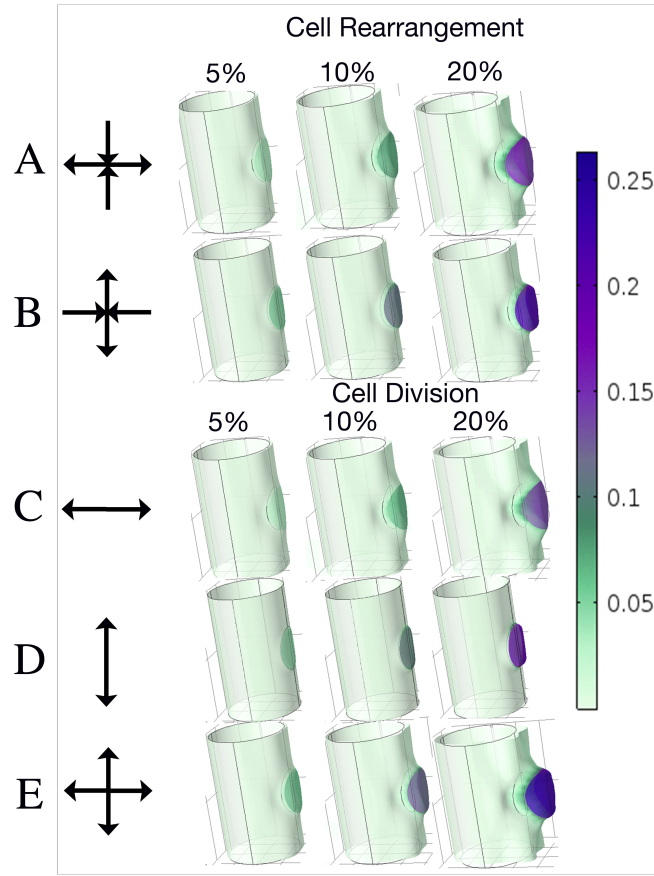 Cell Rearrangement
5% 10% 20%
A
B
Cell Division
5% 10% 20%
C
D
E
0.25
0.2
0.15
0.1
0.05